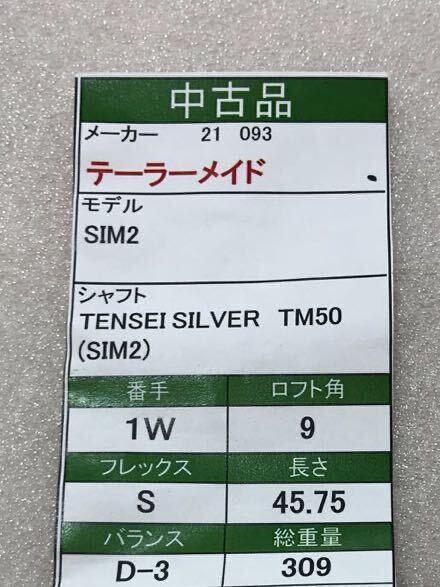 中古品
メーカー 21 093
テーラーメイド
モデル
SIM2
シャフト
TENSEI SILVER TM50
(SIM2)
番手 ロフト角
1W 9
フレックス 長さ
S 45.75
バランス 総重量
D-3 309